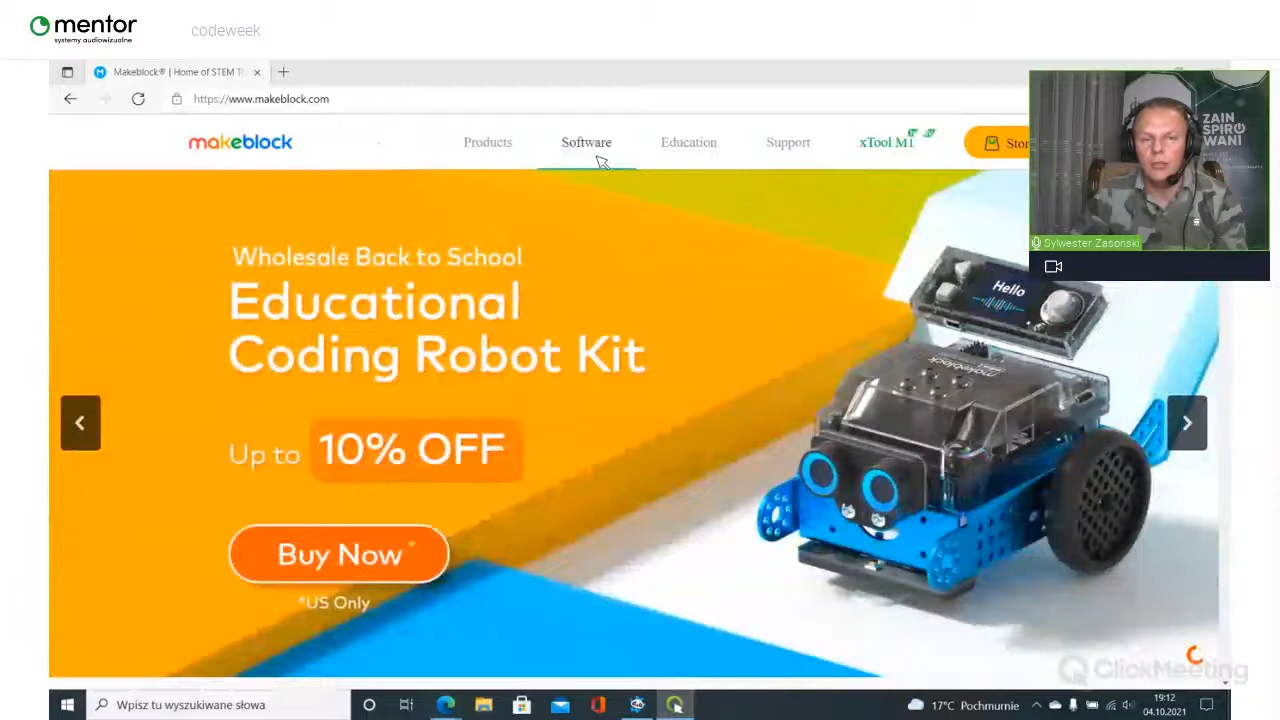 mentor
systemy audiowizualne
codeweek
Makeblock® | Home of STEM
https://www.makeblock.com
makeblock
Products
Software
Education
Support
xTool M1
ZAIN
SPIRO
WANI
Sylwester Zasoński
Wholesale Back to School
Educational
Coding Robot Kit
Up to 10% OFF
Buy Now *
*US Only
Hello
makeblock
ClickMeeting
Wpisz tu wyszukiwane słowa
17°C Pochmurnie
19:12
04.10.2021